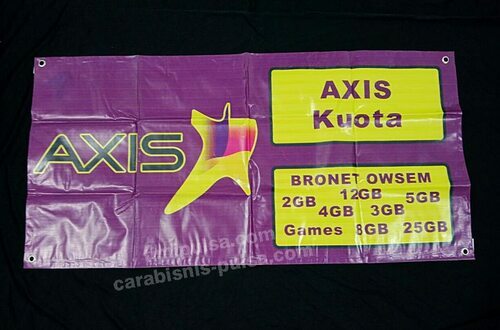 AXIS
AXIS
Kuota
BRONET OWSEM
2GB 12GB 5GB
4GB 3GB
Games 8GB 25GB
carabisnis-pulsa.com